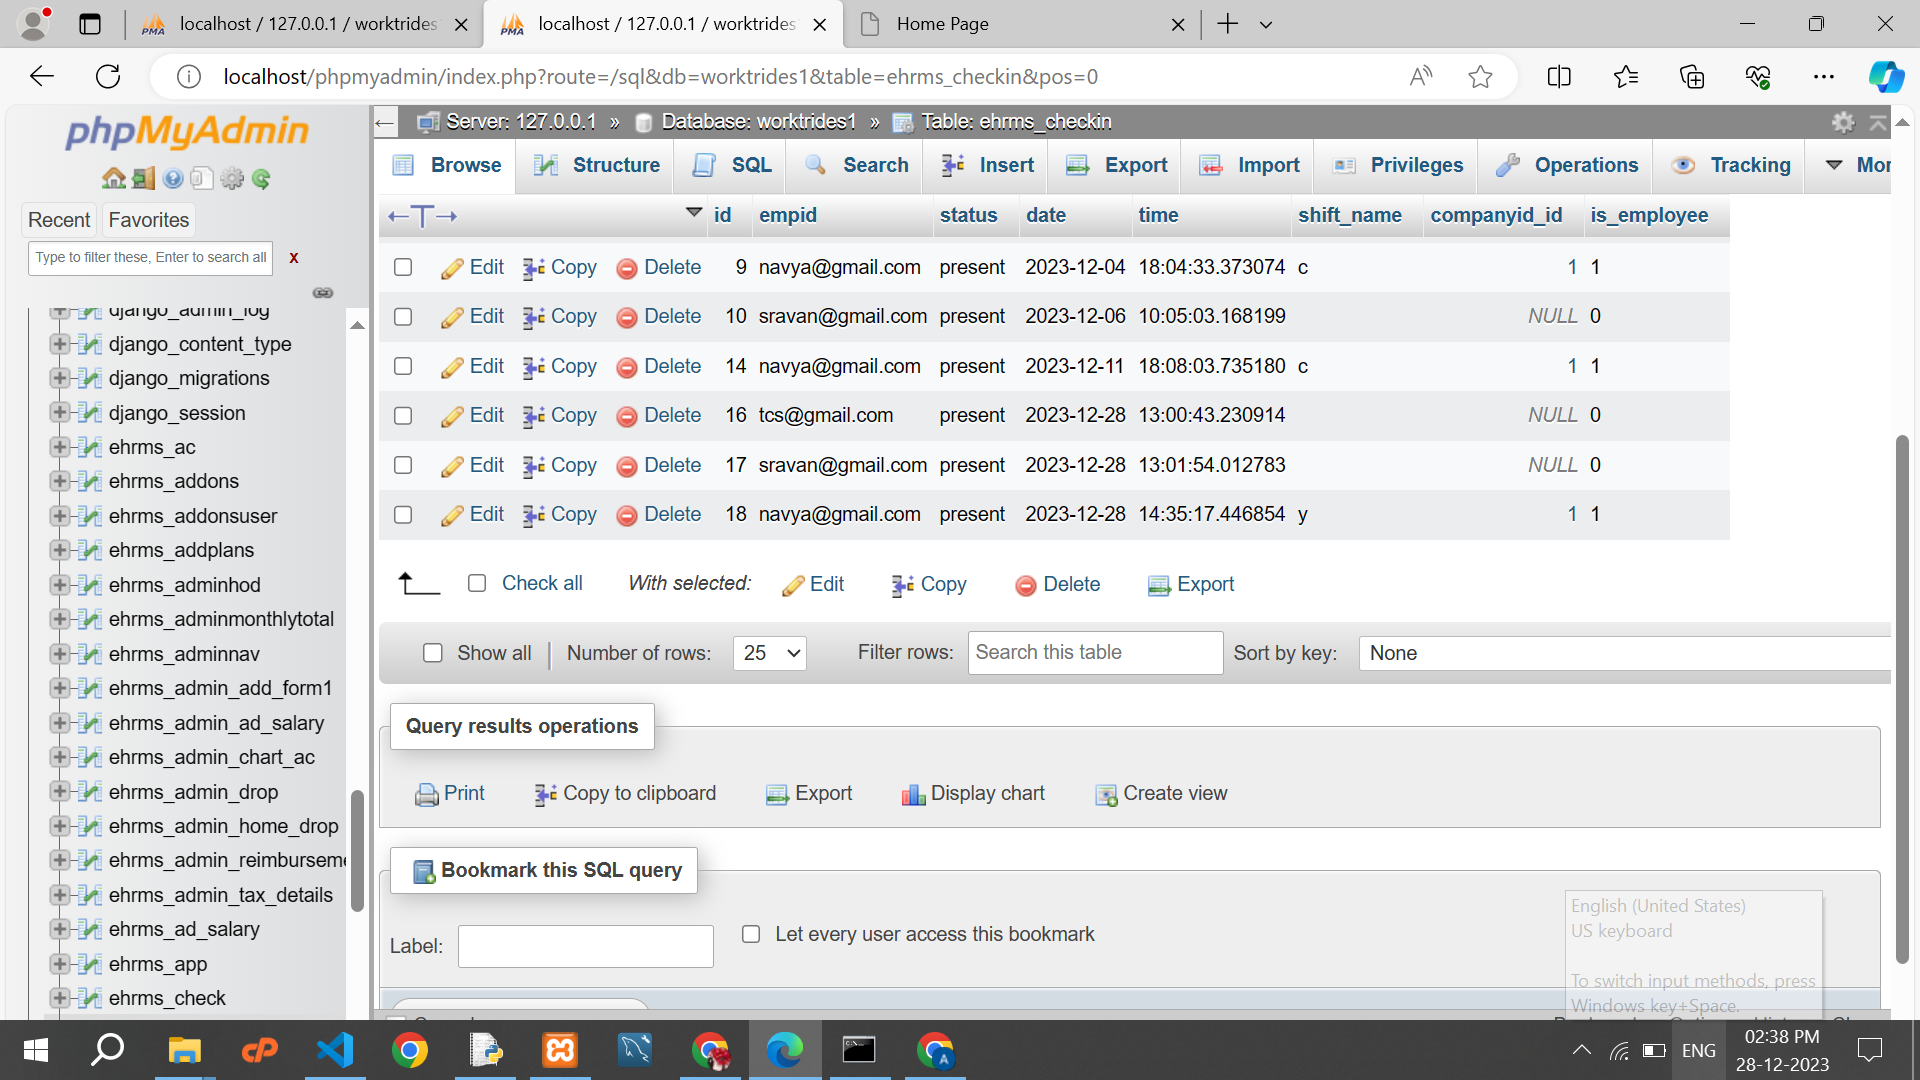 localhost / 127.0.0.1 / worktrides
localhost / 127.0.0.1 / worktrides
Home Page
localhost/phpmyadmin/index.php?route=/sql&db=worktrides1&table=ehrms_checkin&pos=0
phpMyAdmin
Recent Favorites
Type to filter these, Enter to search all X
django_admin_log
django_content_type
django_migrations
django_session
ehrms_ac
ehrms_addons
ehrms_addonsuser
ehrms_addplans
ehrms_adminhod
ehrms_adminmonthlytotal
ehrms_adminnav
ehrms_admin_add_form1
ehrms_admin_ad_salary
ehrms_admin_chart_ac
ehrms_admin_drop
ehrms_admin_home_drop
ehrms_admin_reimburseme
ehrms_admin_tax_details
ehrms_ad_salary
ehrms_app
ehrms_check
Server: 127.0.0.1 » Database: worktrides1 » Table: ehrms_checkin
Browse Structure SQL Search Insert Export Import Privileges Operations Tracking Mor
id empid status date time shift_name companyid_id is_employee
Edit Copy Delete 9 navya@gmail.com present 2023-12-04 18:04:33.373074 c 1 1
Edit Copy Delete 10 sravan@gmail.com present 2023-12-06 10:05:03.168199 NULL 0
Edit Copy Delete 14 navya@gmail.com present 2023-12-11 18:08:03.735180 c 1 1
Edit Copy Delete 16 tcs@gmail.com present 2023-12-28 13:00:43.230914 NULL 0
Edit Copy Delete 17 sravan@gmail.com present 2023-12-28 13:01:54.012783 NULL 0
Edit Copy Delete 18 navya@gmail.com present 2023-12-28 14:35:17.446854 y 1 1
Check all With selected: Edit Copy Delete Export
Show all Number of rows: 25 Filter rows: Search this table Sort by key: None
Query results operations
Print Copy to clipboard Export Display chart Create view
Bookmark this SQL query
Label: Let every user access this bookmark
English (United States)
US keyboard
To switch input methods, press
Windows key+Space.
ENG
02:38 PM
28-12-2023